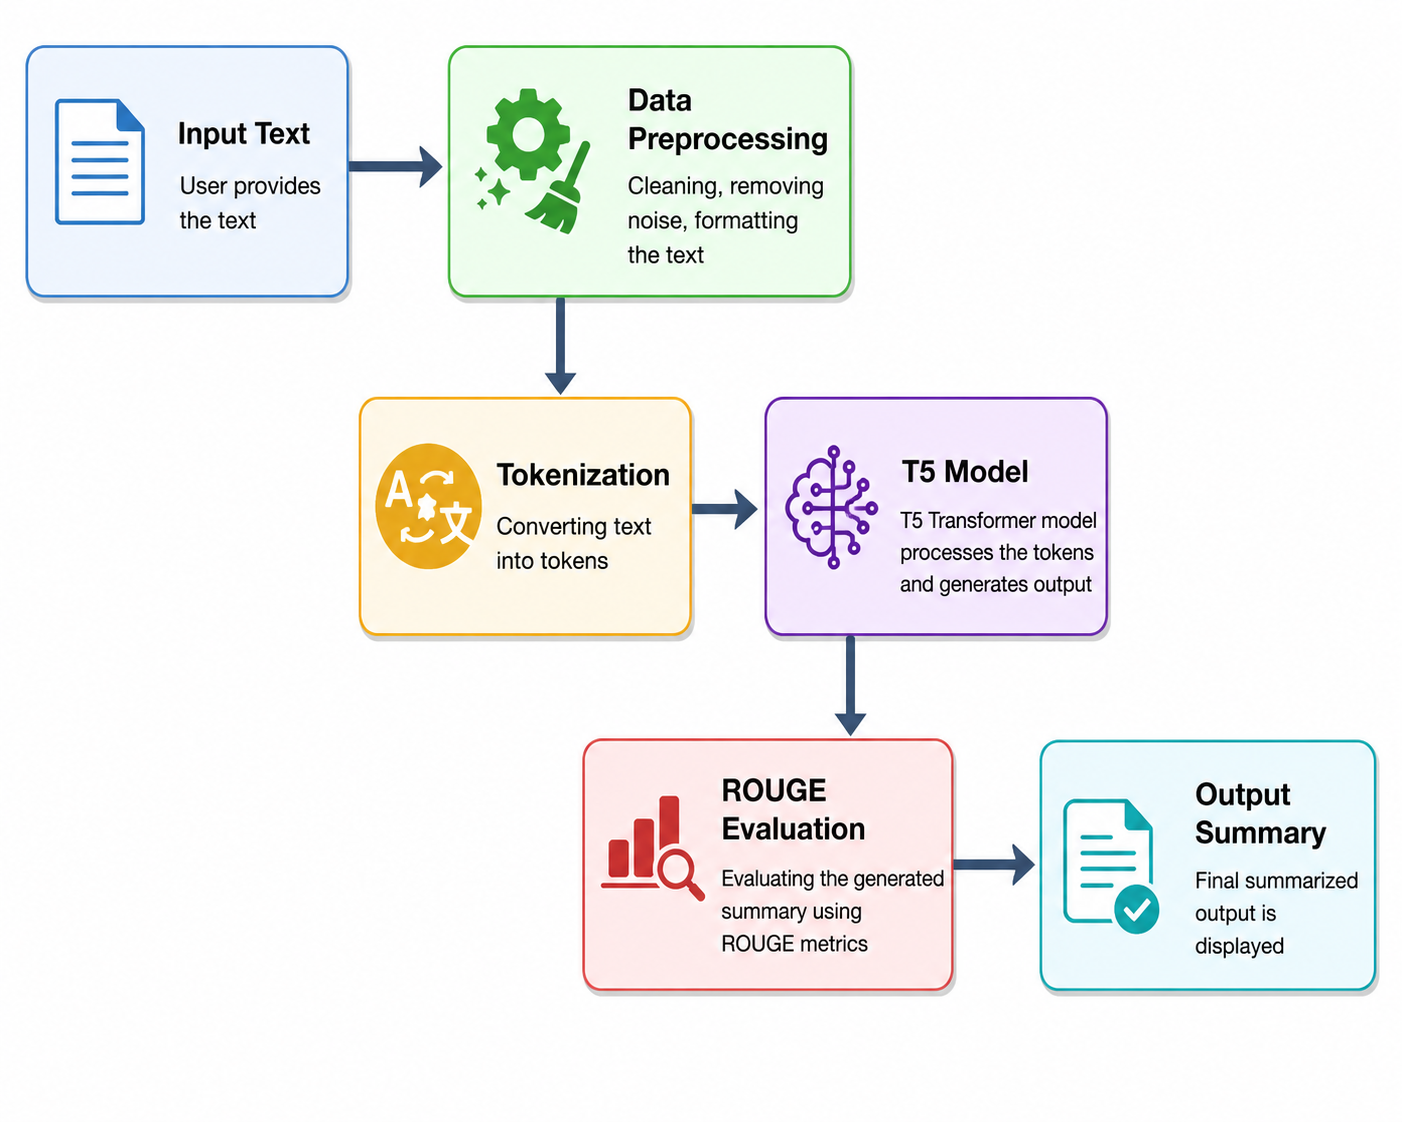 Input Text
User provides
the text
Data
Preprocessing
Cleaning, removing
noise, formatting
the text
A
文
Tokenization
Converting text
into tokens
T5 Model
T5 Transformer model
processes the tokens
and generates output
ROUGE
Evaluation
Evaluating the generated
summary using
ROUGE metrics
Output
Summary
Final summarized
output is
displayed